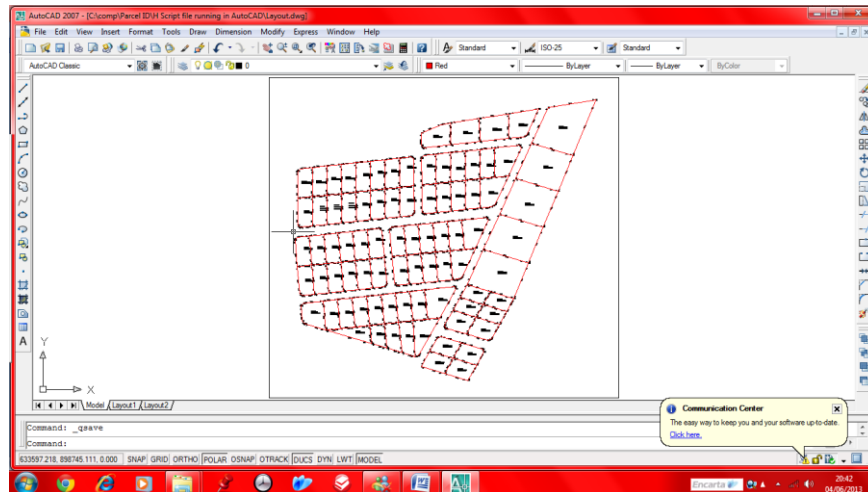 AutoCAD 2007 - [C:\comp\Parcel ID\H Script file running in AutoCAD\Layout.dwg]
File Edit View Insert Format Tools Draw Dimension Modify Express Window Help
Standard ISO-25 Standard
AutoCAD Classic 0 Red ByLayer ByLayer ByColor
Y
X
A
Model Layout1 Layout2
Communication Center
The easy way to keep you and your software up-to-date.
Click here.
Command: _qsave
Command:
633597.218, 898745.111, 0.000 SNAP GRID ORTHO POLAR OSNAP OTRACK DUCS DYN LWT MODEL
Encarta 20:42
04/06/2013